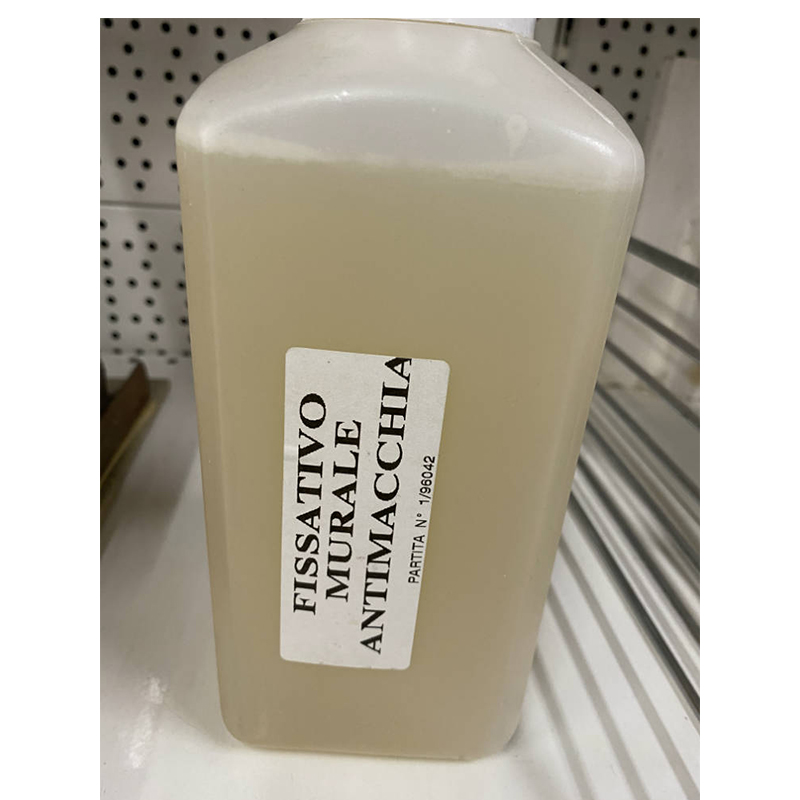 FISSATIVO
MURALE
ANTIMACCHIA
PARTITA N° 1/96042